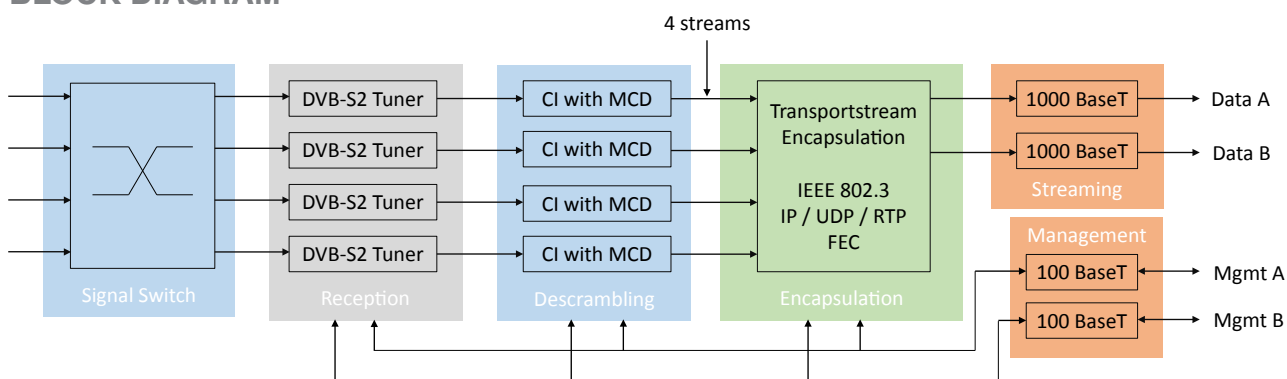 BLOCK DIAGRAM
4 streams
DVB-S2 Tuner
CI with MCD
1000 BaseT
Data A
Transportstream
Encapsulation
DVB-S2 Tuner
CI with MCD
1000 BaseT
Data B
Streaming
IEEE 802.3
IP / UDP / RTP
FEC
DVB-S2 Tuner
CI with MCD
DVB-S2 Tuner
CI with MCD
Management
100 BaseT
Mgmt A
100 BaseT
Mgmt B
Signal Switch
Reception
Descrambling
Encapsulation